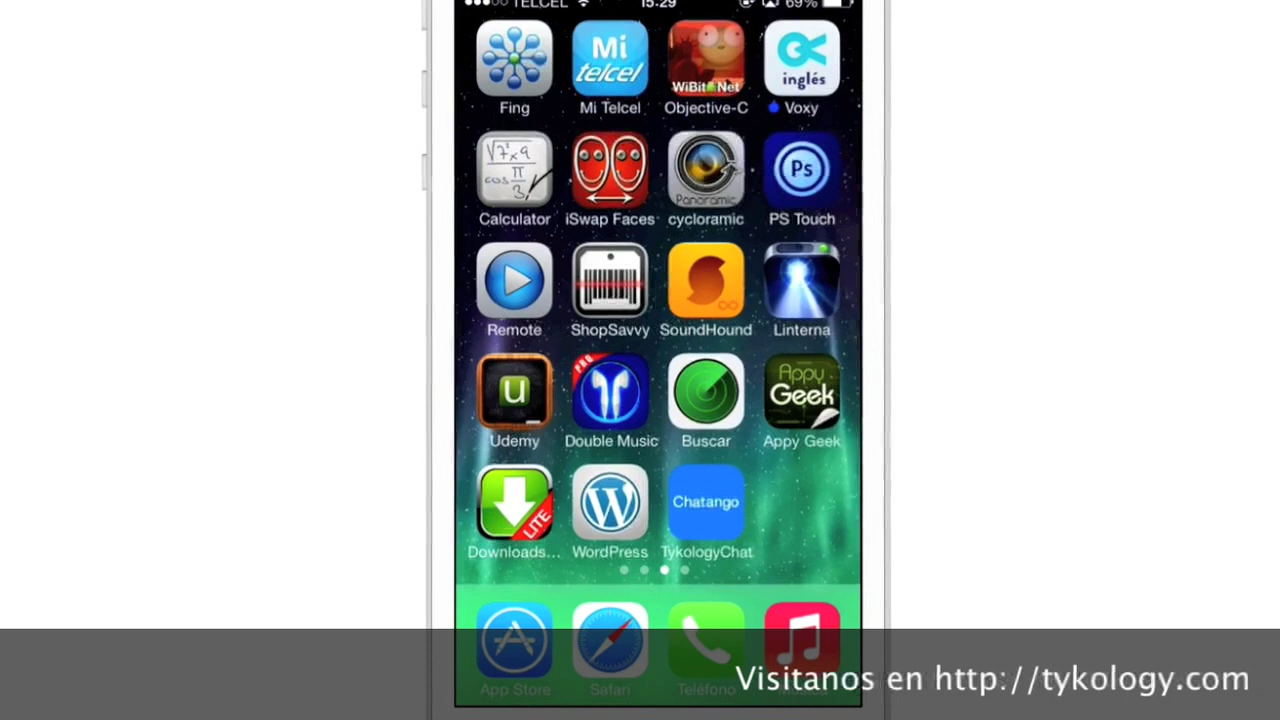 TELCEL 15:29 69%
Mi
telcel
WiBit Net
inglés
Fing Mi Telcel Objective-C Voxy
Panoramic
Ps
Calculator iSwap Faces cycloramic PS Touch
Remote ShopSavvy SoundHound Linterna
u
PRO
Appy
Geek
Udemy Double Music Buscar Appy Geek
LITE
W
Chatango
Downloads... WordPress TykologyChat
App Store Safari Teléfono Música
Visitanos en http://tykology.com